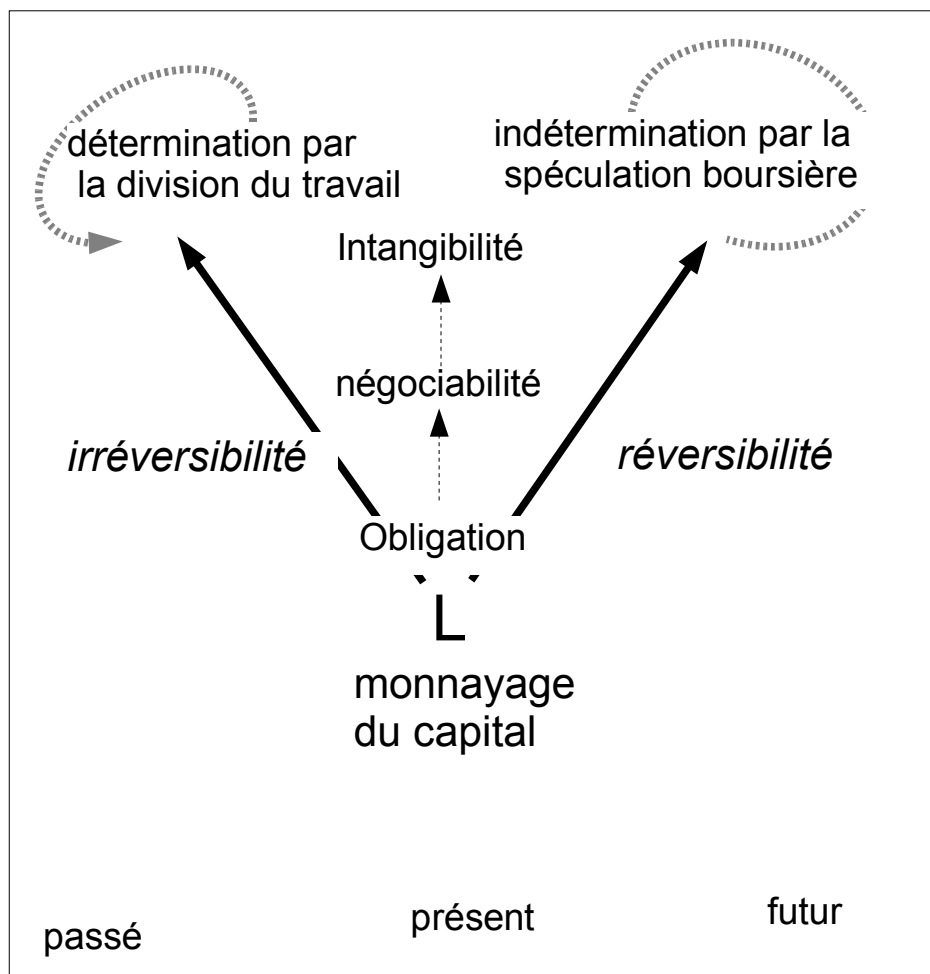 détermination par
la division du travail
indétermination par la
spéculation boursière
Intangibilité
négociabilité
irréversibilité
réversibilité
Obligation
L
monnayage
du capital
passé
présent
futur